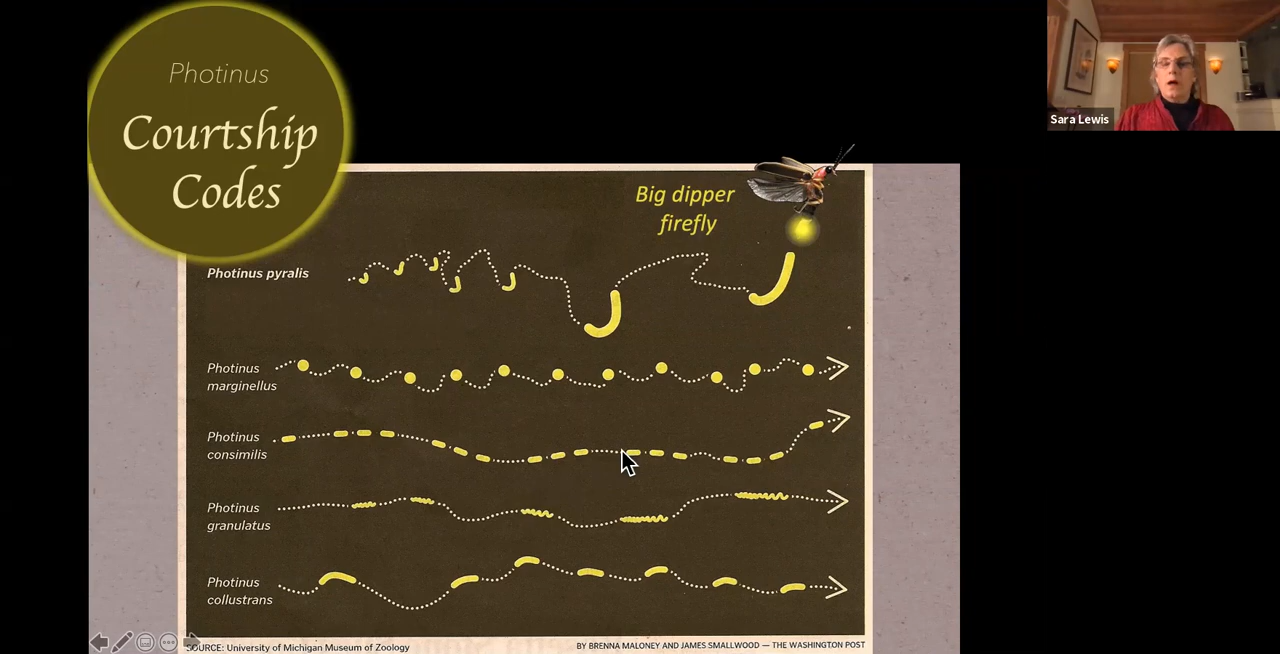 Photinus
Courtship
Codes
Sara Lewis
Big dipper
firefly
Photinus pyralis
Photinus
marginellus
Photinus
consimilis
Photinus
granulatus
Photinus
collustrans
SOURCE: University of Michigan Museum of Zoology
BY BRENNA MALONEY AND JAMES SMALLWOOD — THE WASHINGTON POST